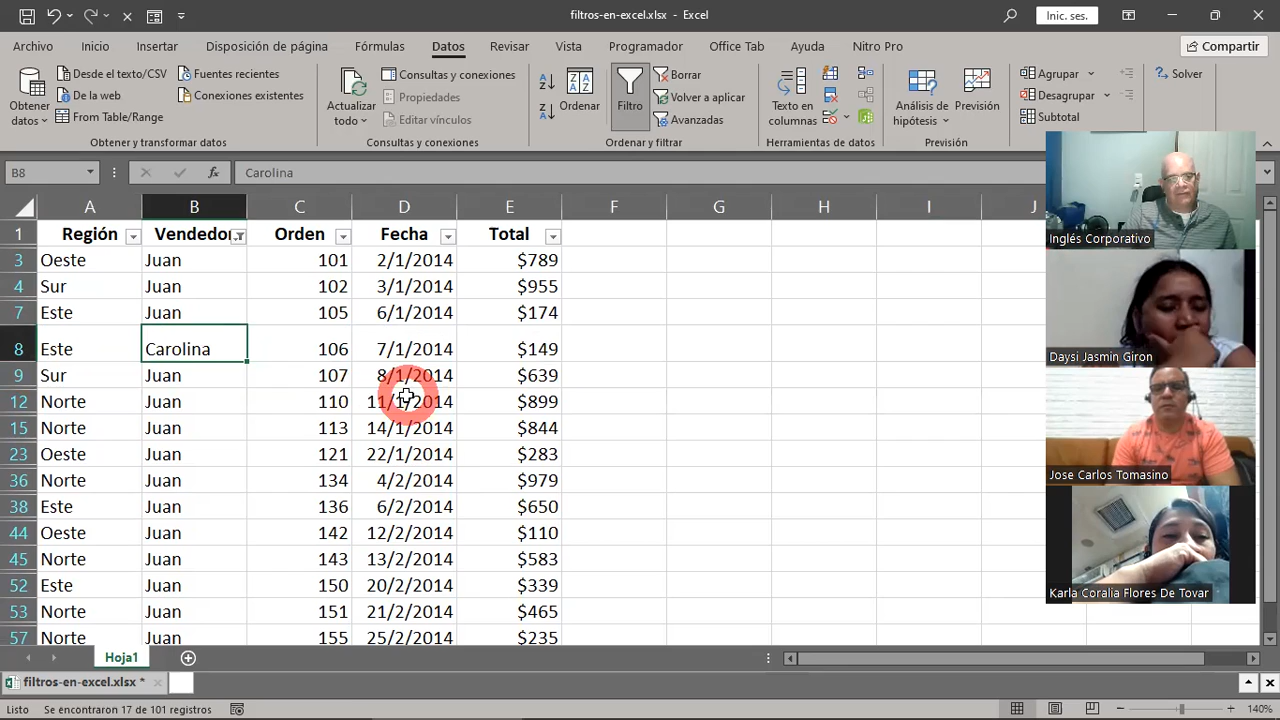 filtros-en-excel.xlsx - Excel
Inic. ses.
Archivo Inicio Insertar Disposición de página Fórmulas Datos Revisar Vista Programador Office Tab Ayuda Nitro Pro Compartir
Obtener datos
Desde el texto/CSV
De la web
From Table/Range
Fuentes recientes
Conexiones existentes
Obtener y transformar datos
Actualizar todo
Consultas y conexiones
Propiedades
Editar vínculos
Consultas y conexiones
Ordenar
Filtro
Borrar
Volver a aplicar
Avanzadas
Ordenar y filtrar
Texto en columnas
Herramientas de datos
Análisis de hipótesis
Previsión
Previsión
Agrupar
Desagrupar
Subtotal
Solver
B8 fx Carolina
A B C D E F G H I J
1 Región Vendedor Orden Fecha Total
3 Oeste Juan 101 2/1/2014 $789
4 Sur Juan 102 3/1/2014 $955
7 Este Juan 105 6/1/2014 $174
8 Este Carolina 106 7/1/2014 $149
9 Sur Juan 107 8/1/2014 $639
12 Norte Juan 110 11/1/2014 $899
15 Norte Juan 113 14/1/2014 $844
23 Oeste Juan 121 22/1/2014 $283
36 Norte Juan 134 4/2/2014 $979
38 Este Juan 136 6/2/2014 $650
44 Oeste Juan 142 12/2/2014 $110
45 Norte Juan 143 13/2/2014 $583
52 Este Juan 150 20/2/2014 $339
53 Norte Juan 151 21/2/2014 $465
57 Norte Juan 155 25/2/2014 $235
Inglés Corporativo
Daysi Jasmin Giron
Jose Carlos Tomasino
Karla Coralia Flores De Tovar
Hoja1
filtros-en-excel.xlsx *
Listo Se encontraron 17 de 101 registros 140%